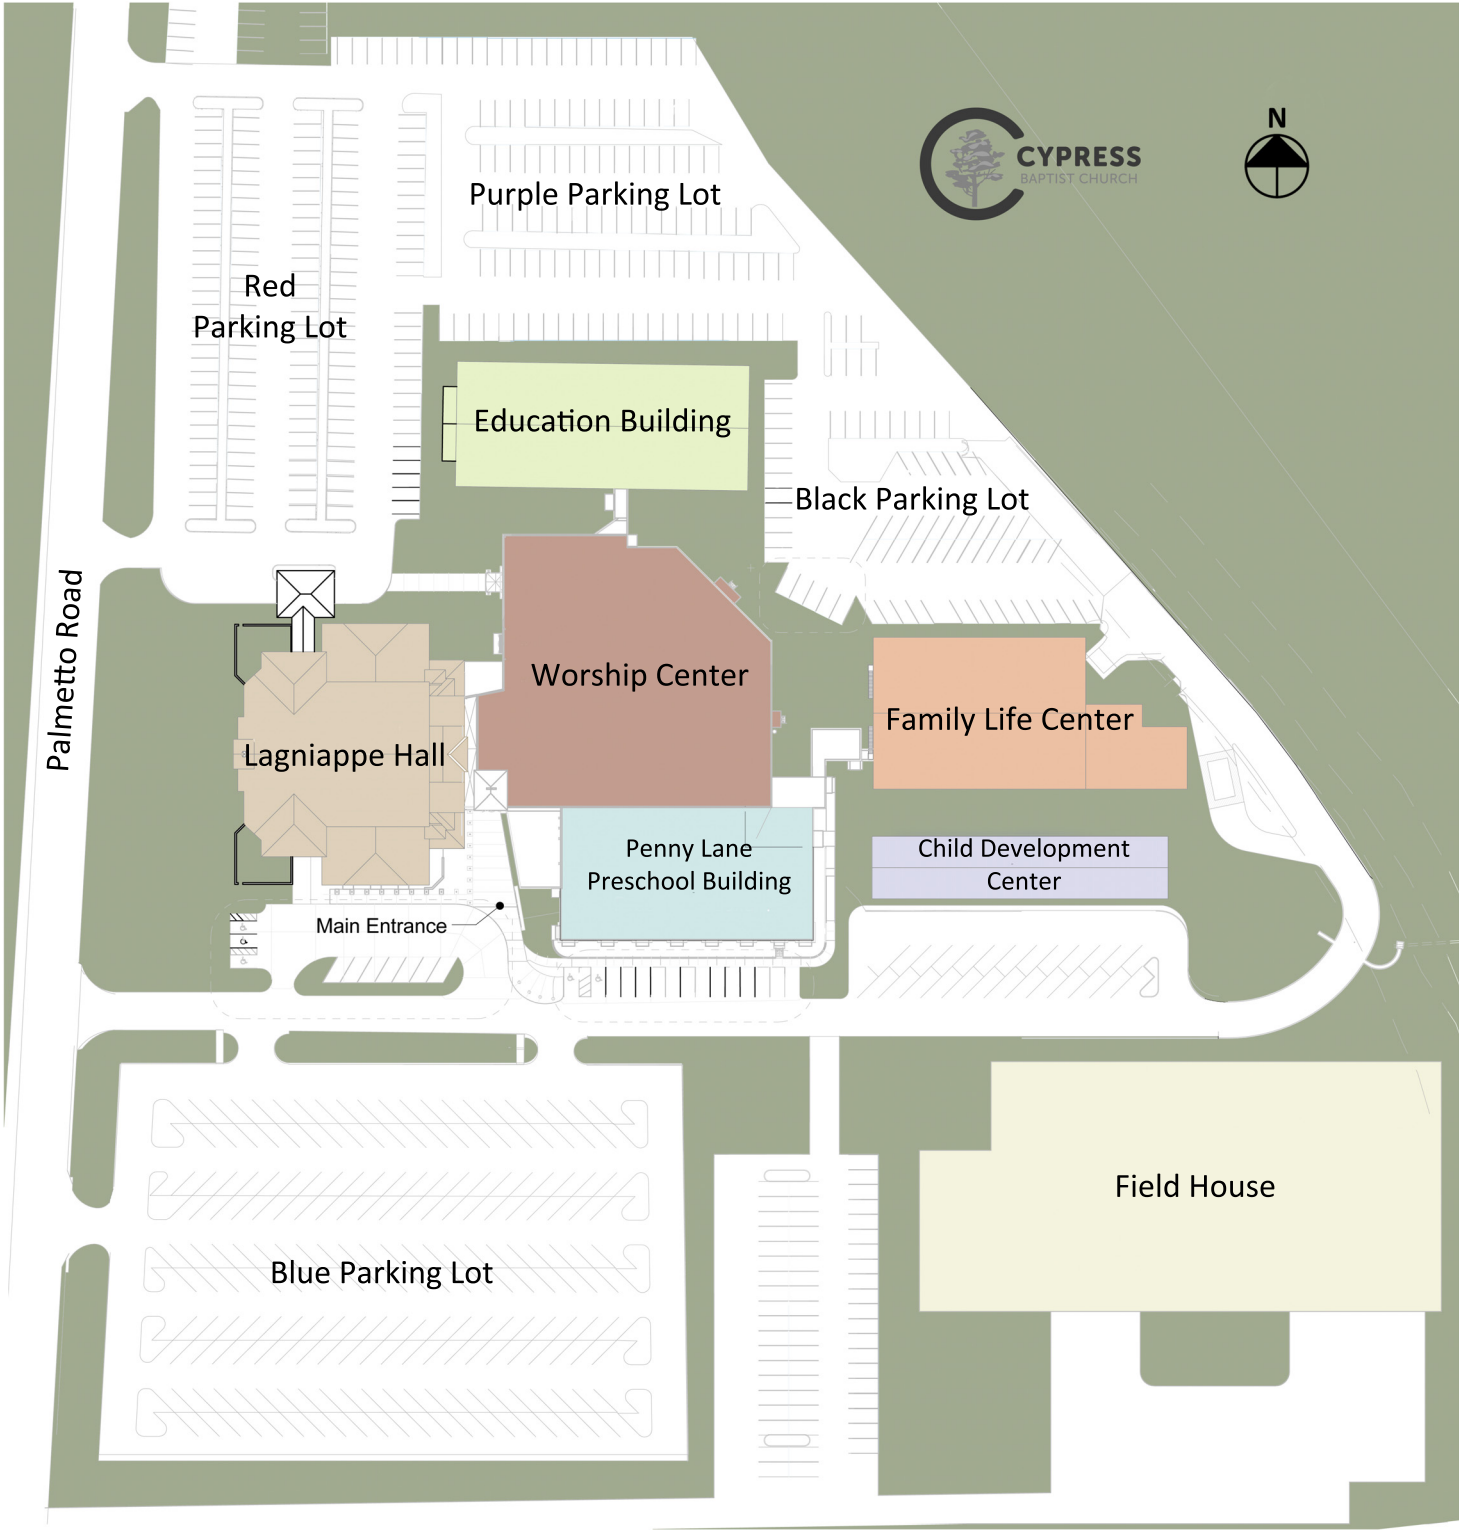 N
CYPRESS
BAPTIST CHURCH
Purple Parking Lot
Red
Parking Lot
Education Building
Black Parking Lot
Palmetto Road
Worship Center
Family Life Center
Lagniappe Hall
Penny Lane
Preschool Building
Child Development
Center
Main Entrance
Field House
Blue Parking Lot